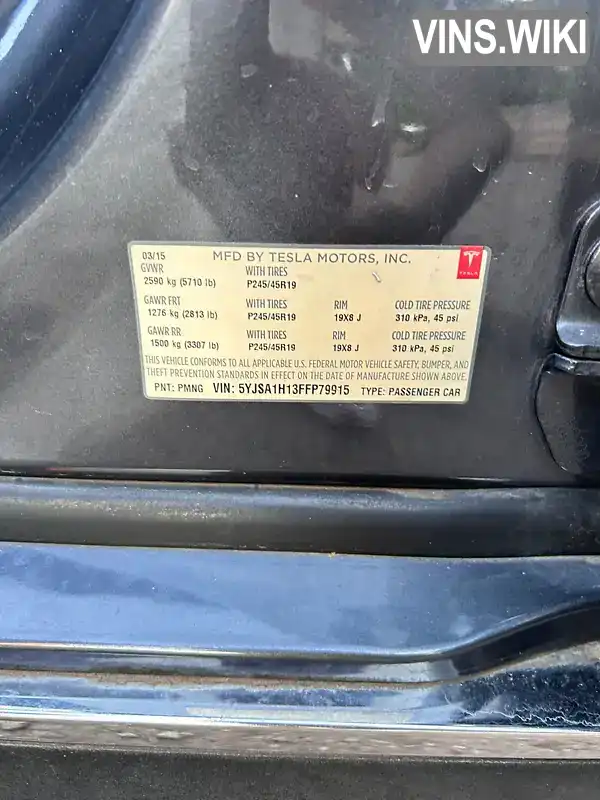 VINS.WIKI
03/15 MFD BY TESLA MOTORS, INC.
GVWR WITH TIRES
2590 kg (5710 lb) P245/45R19
TESLA
GAWR FRT WITH TIRES RIM COLD TIRE PRESSURE
1276 kg (2813 lb) P245/45R19 19X8 J 310 kPa, 45 psi
GAWR RR WITH TIRES RIM COLD TIRE PRESSURE
1500 kg (3307 lb) P245/45R19 19X8 J 310 kPa, 45 psi
THIS VEHICLE CONFORMS TO ALL U.S. FEDERAL MOTOR VEHICLE SAFETY, BUMPER, AND
THEFT PREVENTION STANDARDS IN EFFECT ON THE DATE OF MANUFACTURE SHOWN ABOVE.
PNT: PMNG VIN: 5YJSA1H13FFP79915 TYPE: PASSENGER CAR